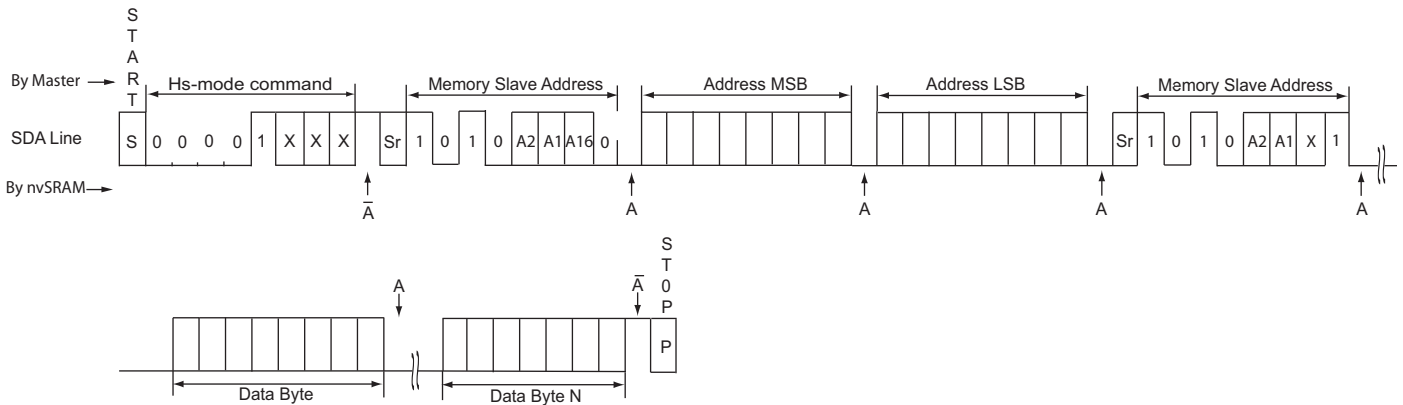 START
By Master
Hs-mode command
Memory Slave Address
Address MSB
Address LSB
Memory Slave Address
SDA Line
S 0 0 0 0 1 X X X Sr 1 0 1 0 A2 A1 A16 0 Sr 1 0 1 0 A2 A1 X 1
By nvSRAM
A̅ A A A A
A A̅
ST0P
P
Data Byte
Data Byte N